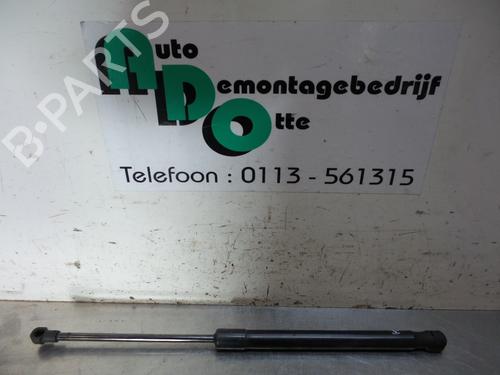 Auto
Demontagebedrijf
Otte
Telefoon : 0113 - 561315
B-PARTS